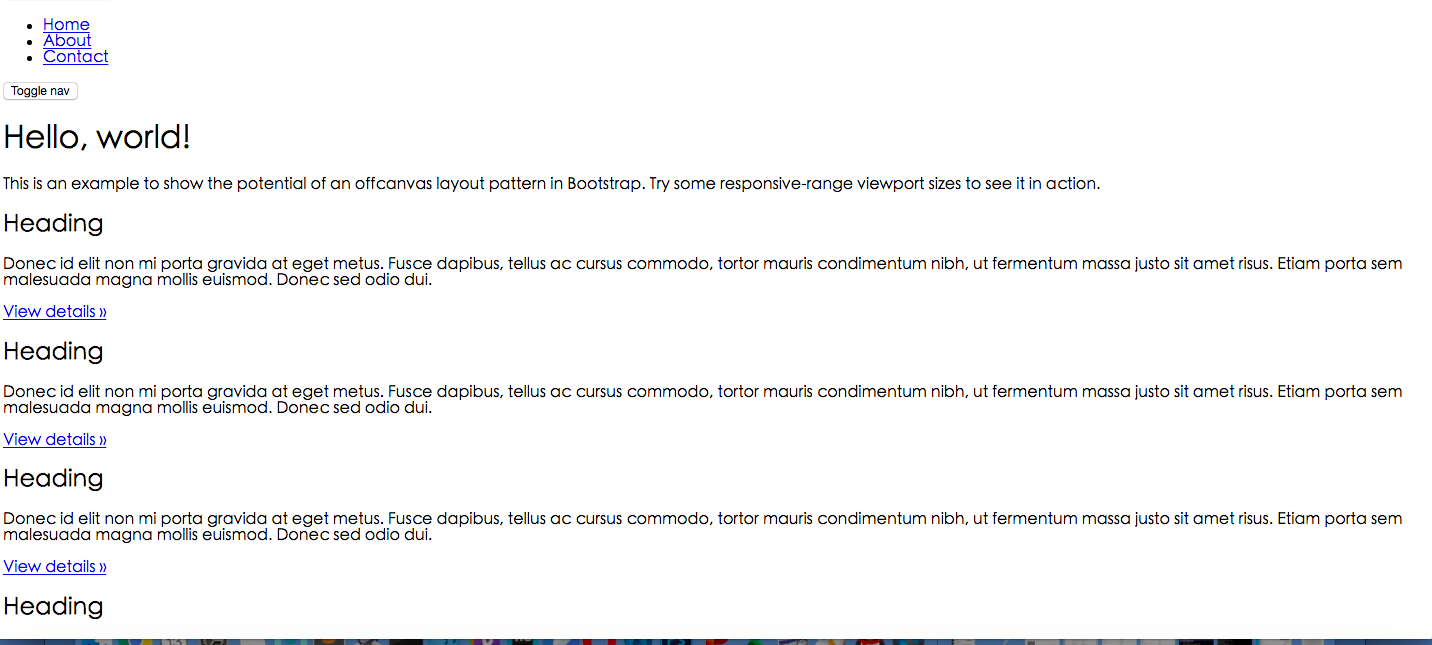 Home
About
Contact
Toggle nav
Hello, world!
This is an example to show the potential of an offcanvas layout pattern in Bootstrap. Try some responsive-range viewport sizes to see it in action.
Heading
Donec id elit non mi porta gravida at eget metus. Fusce dapibus, tellus ac cursus commodo, tortor mauris condimentum nibh, ut fermentum massa justo sit amet risus. Etiam porta sem
malesuada magna mollis euismod. Donec sed odio dui.
View details »
Heading
Donec id elit non mi porta gravida at eget metus. Fusce dapibus, tellus ac cursus commodo, tortor mauris condimentum nibh, ut fermentum massa justo sit amet risus. Etiam porta sem
malesuada magna mollis euismod. Donec sed odio dui.
View details »
Heading
Donec id elit non mi porta gravida at eget metus. Fusce dapibus, tellus ac cursus commodo, tortor mauris condimentum nibh, ut fermentum massa justo sit amet risus. Etiam porta sem
malesuada magna mollis euismod. Donec sed odio dui.
View details »
Heading